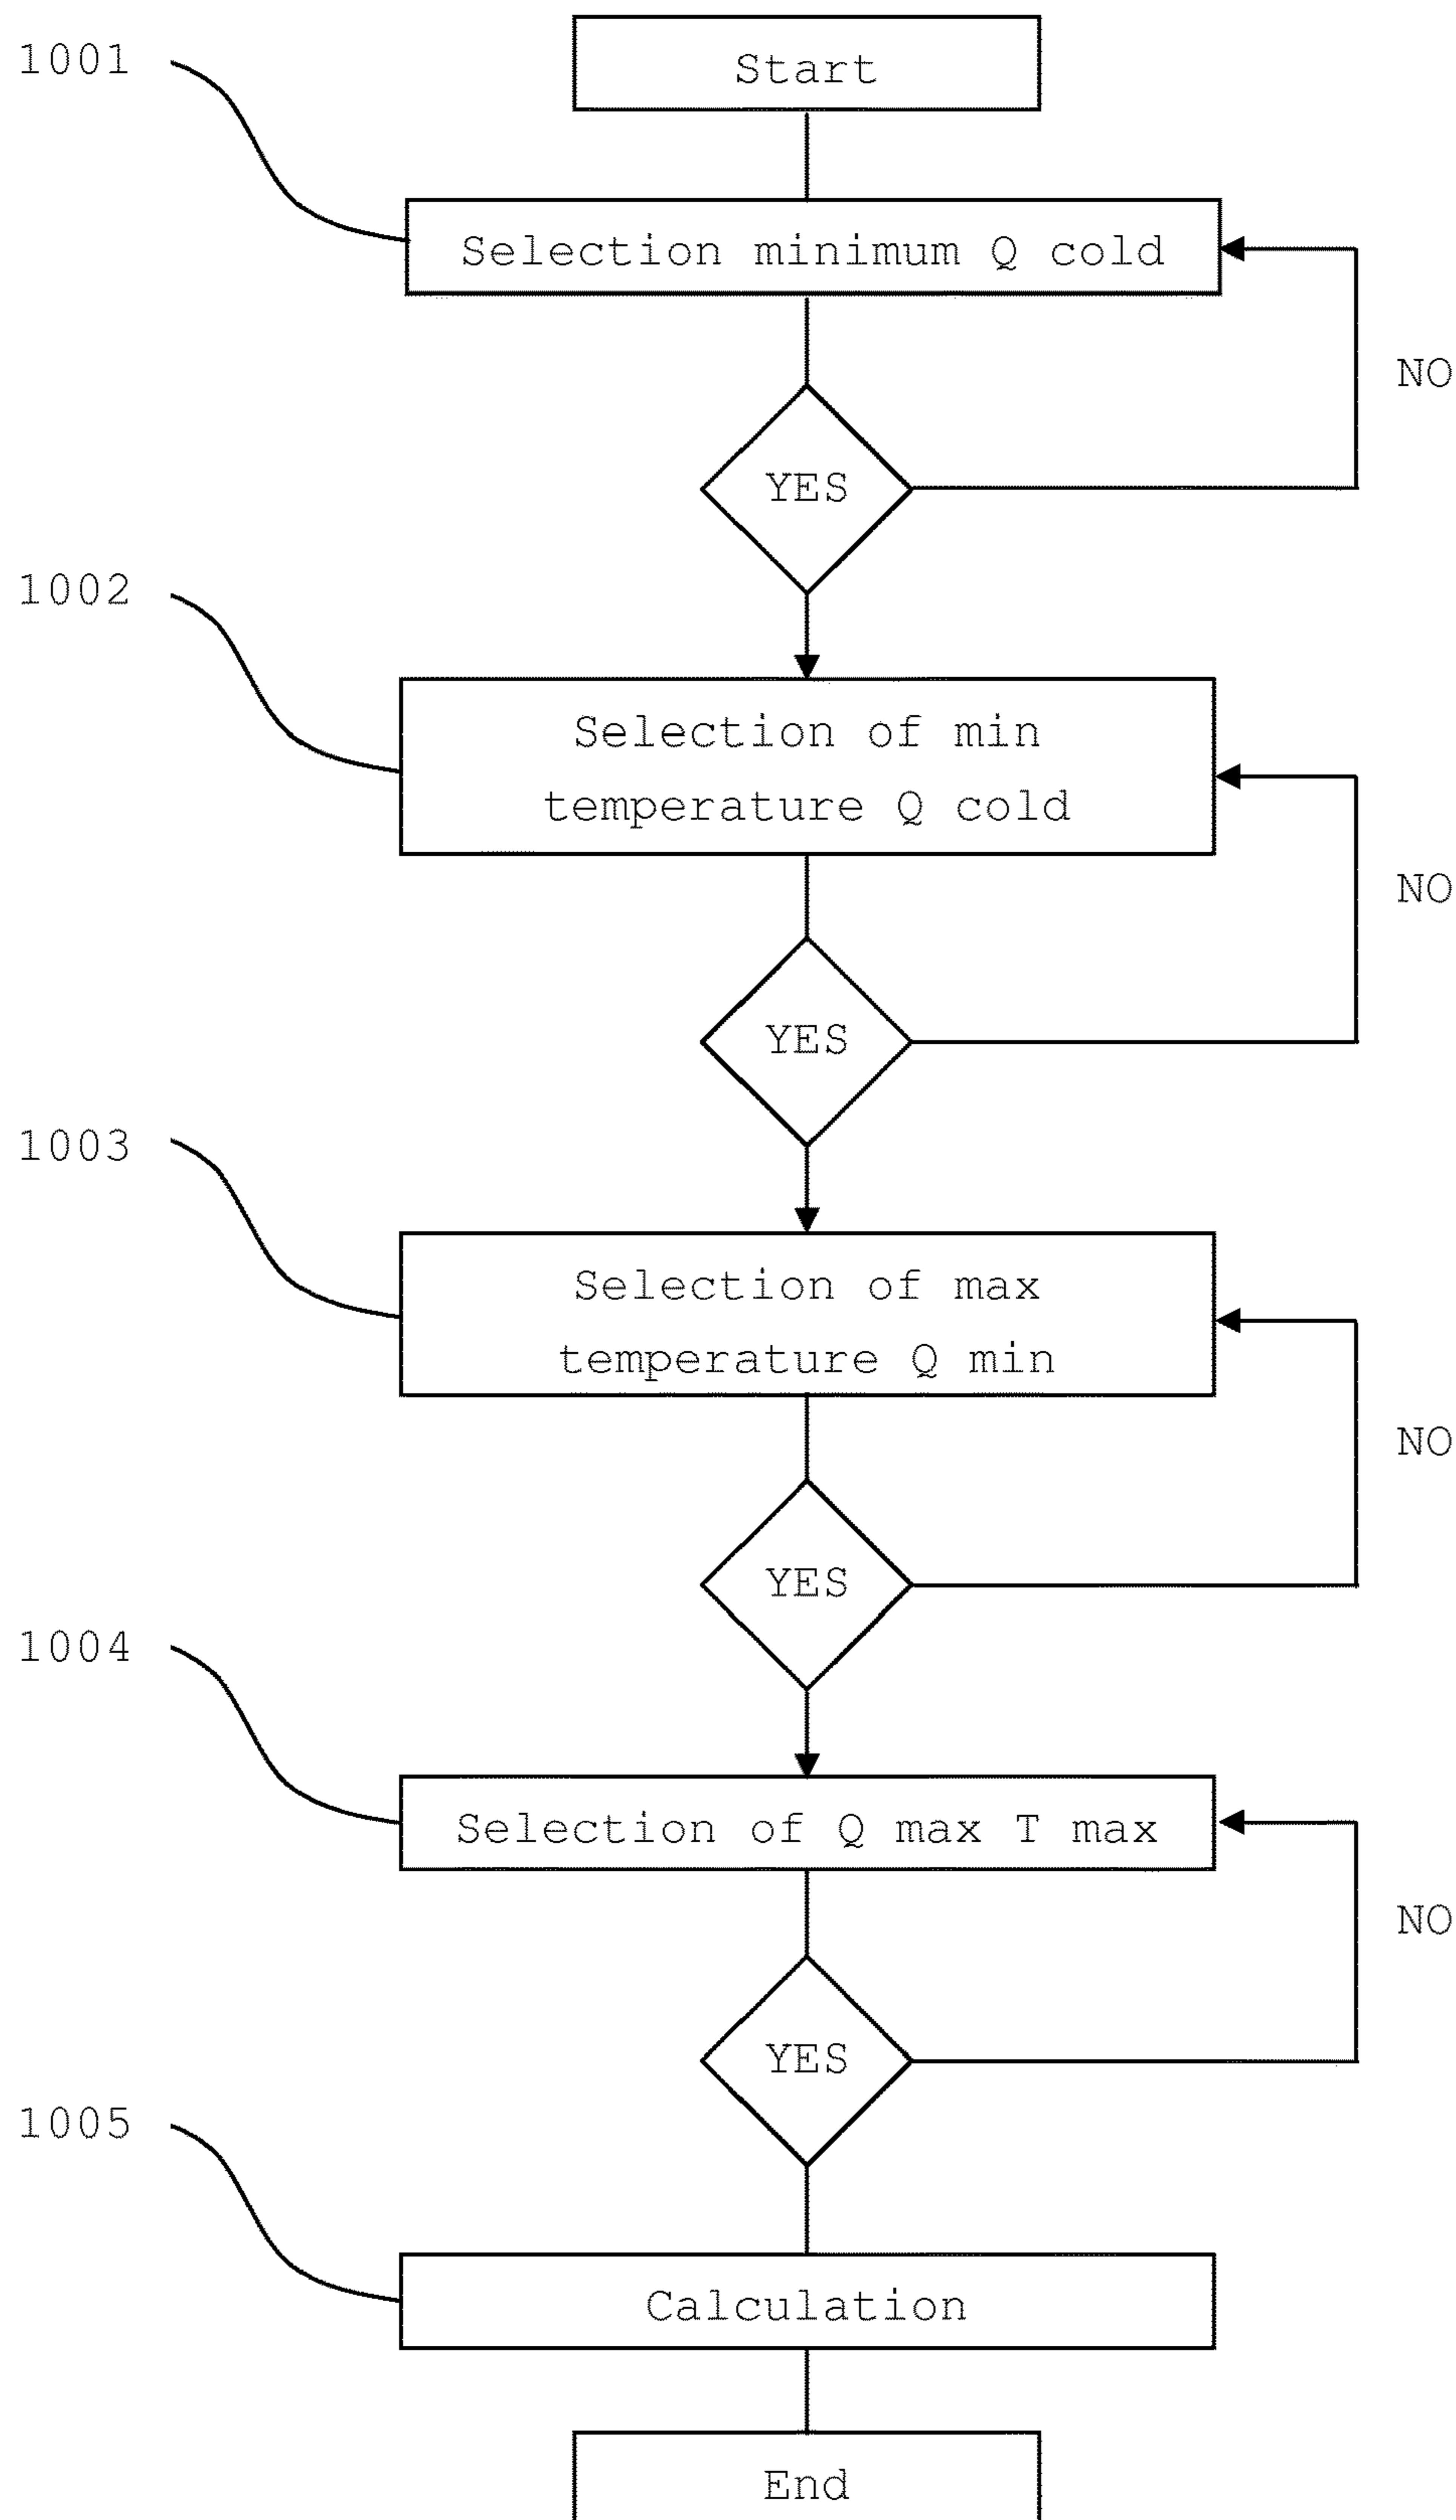 1001
Start
Selection minimum Q cold
NO
YES
1002
Selection of min
temperature Q cold
NO
YES
1003
Selection of max
temperature Q min
NO
YES
1004
Selection of Q max T max
NO
YES
1005
Calculation
End